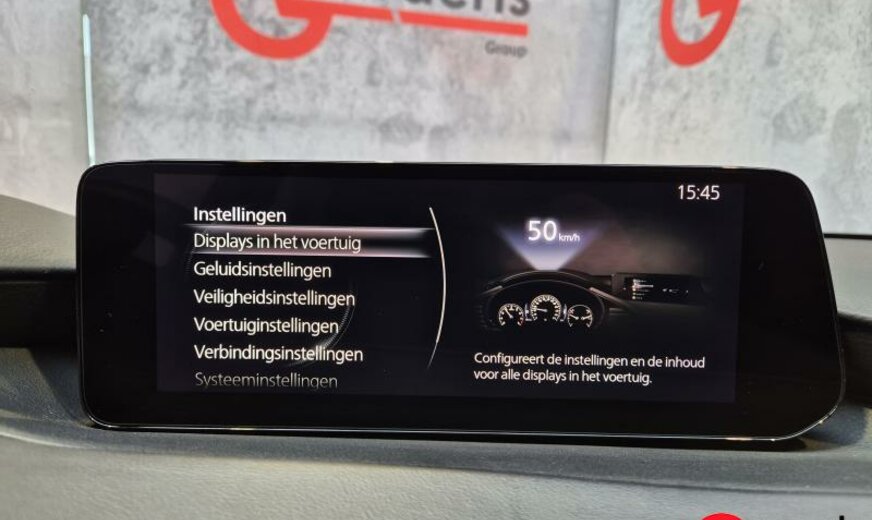 Group
15:45
Instellingen
Displays in het voertuig
Geluidsinstellingen
Veiligheidsinstellingen
Voertuiginstellingen
Verbindingsinstellingen
Systeeminstellingen
50 km/h
Configureert de instellingen en de inhoud
voor alle displays in het voertuig.